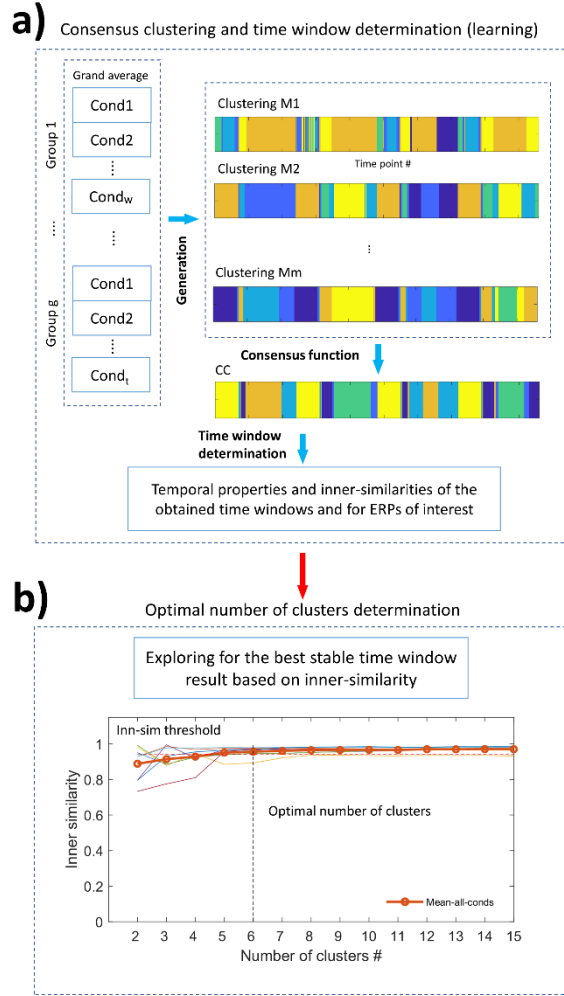 a)
Consensus clustering and time window determination (learning)
Grand average
Group 1
Cond1
Cond2
Condw
Group g
Cond1
Cond2
Condt
Generation
Clustering M1
Time point #
Clustering M2
Clustering Mm
Consensus function
CC
Time window
determination
Temporal properties and inner-similarities of the
obtained time windows and for ERPs of interest
b)
Optimal number of clusters determination
Exploring for the best stable time window
result based on inner-similarity
Inn-sim threshold
Inner similarity
1
0.8
0.6
0.4
0.2
0
Optimal number of clusters
Mean-all-conds
2 3 4 5 6 7 8 9 10 11 12 13 14 15
Number of clusters #